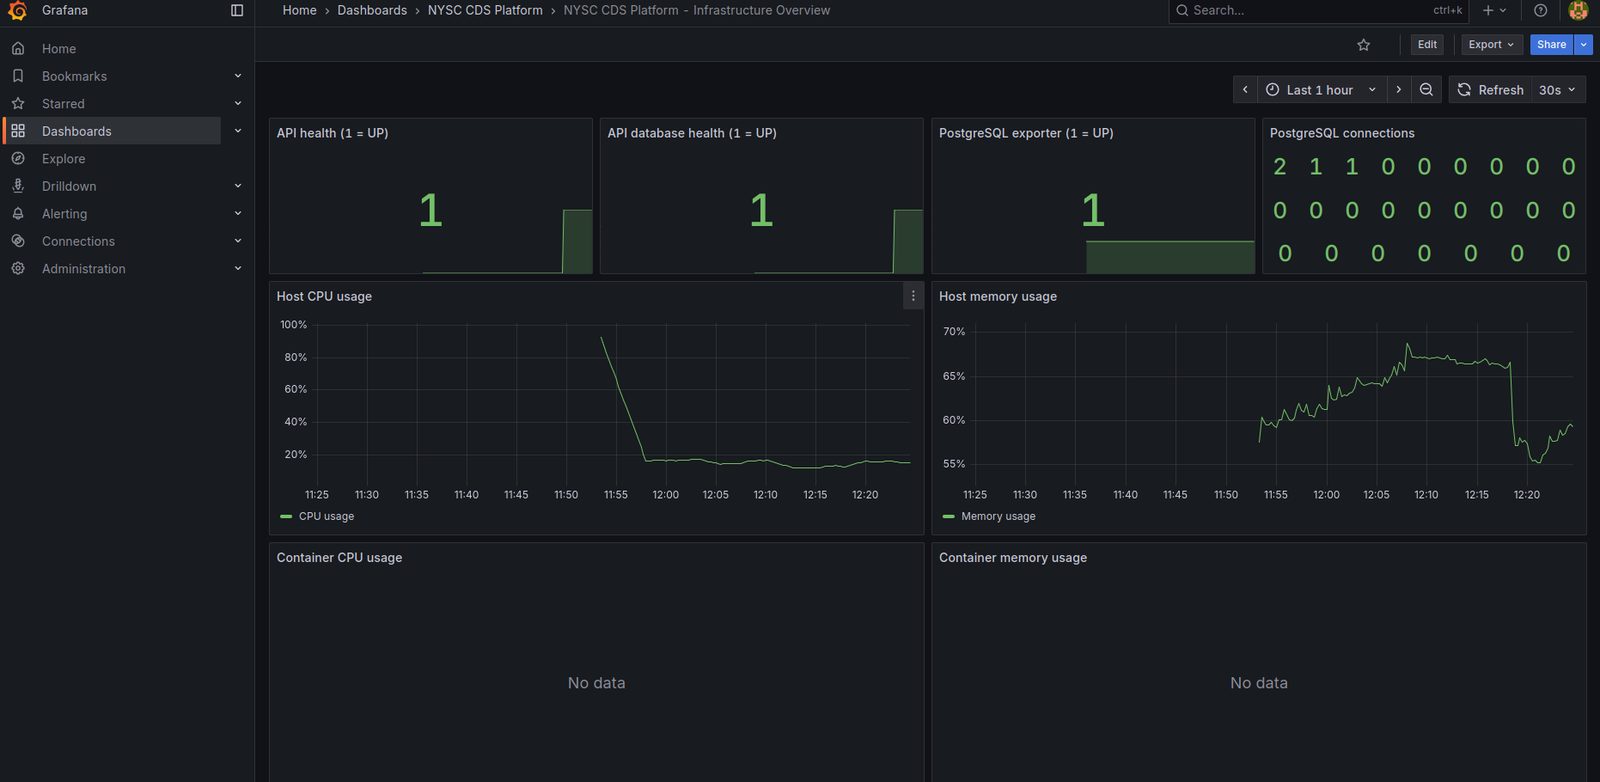 Grafana
Home › Dashboards › NYSC CDS Platform › NYSC CDS Platform - Infrastructure Overview
Search...
ctrl+k
Home
Bookmarks
Starred
Dashboards
Explore
Drilldown
Alerting
Connections
Administration
Edit
Export
Share
Last 1 hour
Refresh
30s
API health (1 = UP)
1
API database health (1 = UP)
1
PostgreSQL exporter (1 = UP)
1
PostgreSQL connections
2 1 1 0 0 0 0 0 0
0 0 0 0 0 0 0 0 0
0 0 0 0 0 0 0
Host CPU usage
100%
80%
60%
40%
20%
11:25 11:30 11:35 11:40 11:45 11:50 11:55 12:00 12:05 12:10 12:15 12:20
CPU usage
Host memory usage
70%
65%
60%
55%
11:25 11:30 11:35 11:40 11:45 11:50 11:55 12:00 12:05 12:10 12:15 12:20
Memory usage
Container CPU usage
No data
Container memory usage
No data